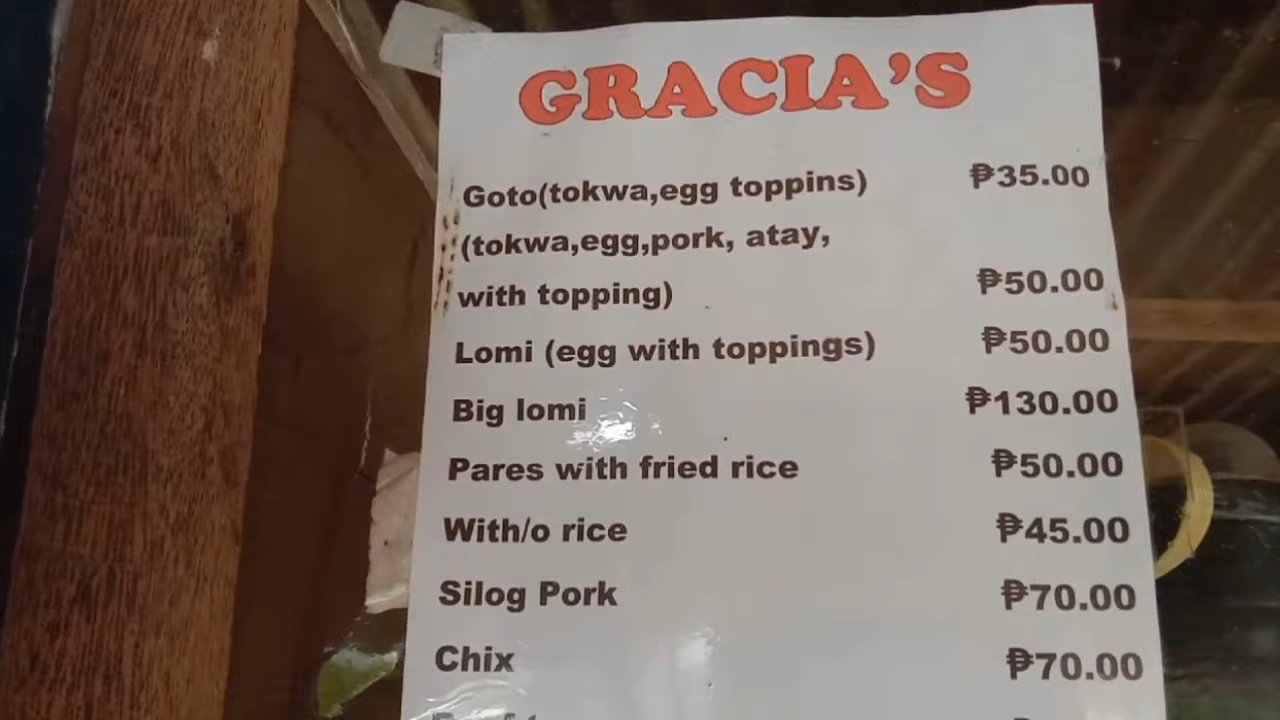 GRACIA'S
Goto(tokwa,egg toppins) ₱35.00
(tokwa,egg,pork, atay,
with topping) ₱50.00
Lomi (egg with toppings) ₱50.00
Big lomi ₱130.00
Pares with fried rice ₱50.00
With/o rice ₱45.00
Silog Pork ₱70.00
Chix ₱70.00